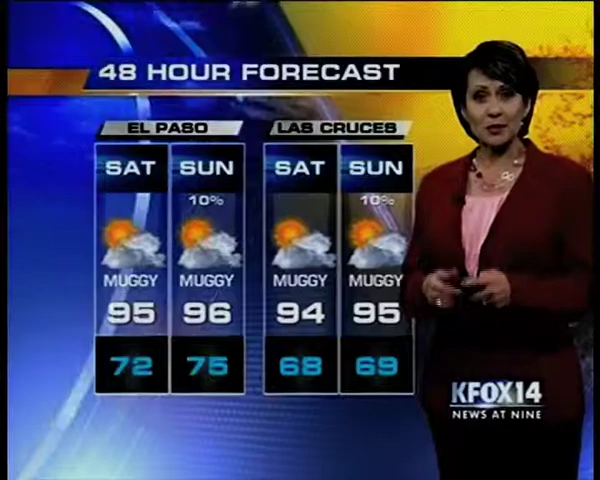 48 HOUR FORECAST
EL PASO
LAS CRUCES
SAT SUN SAT SUN
10% 10%
MUGGY MUGGY MUGGY MUGGY
95 96 94 95
72 75 68 69
KFOX14
NEWS AT NINE